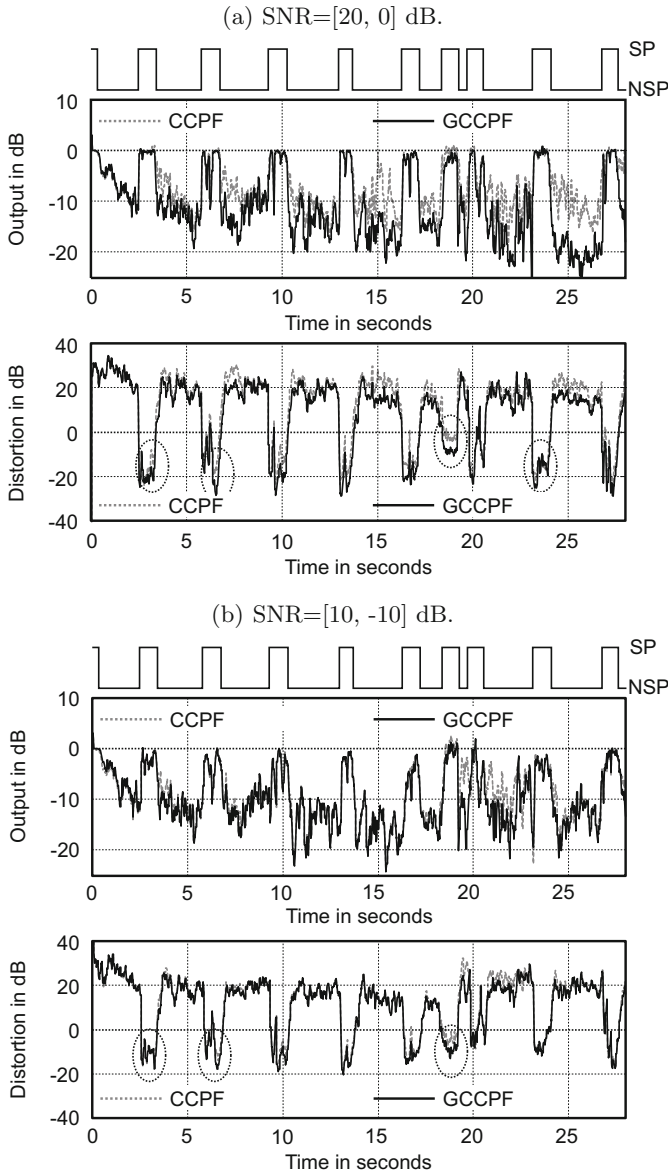 (a) SNR=[20, 0] dB.
SP
NSP
10
CCPF GCCPF
0
-10
-20
Output in dB
0 5 10 15 20 25
Time in seconds
40
20
0
-20
CCPF GCCPF
-40
Distortion in dB
0 5 10 15 20 25
Time in seconds
(b) SNR=[10, -10] dB.
SP
NSP
10
CCPF GCCPF
0
-10
-20
Output in dB
0 5 10 15 20 25
Time in seconds
40
20
0
-20
CCPF GCCPF
-40
Distortion in dB
0 5 10 15 20 25
Time in seconds